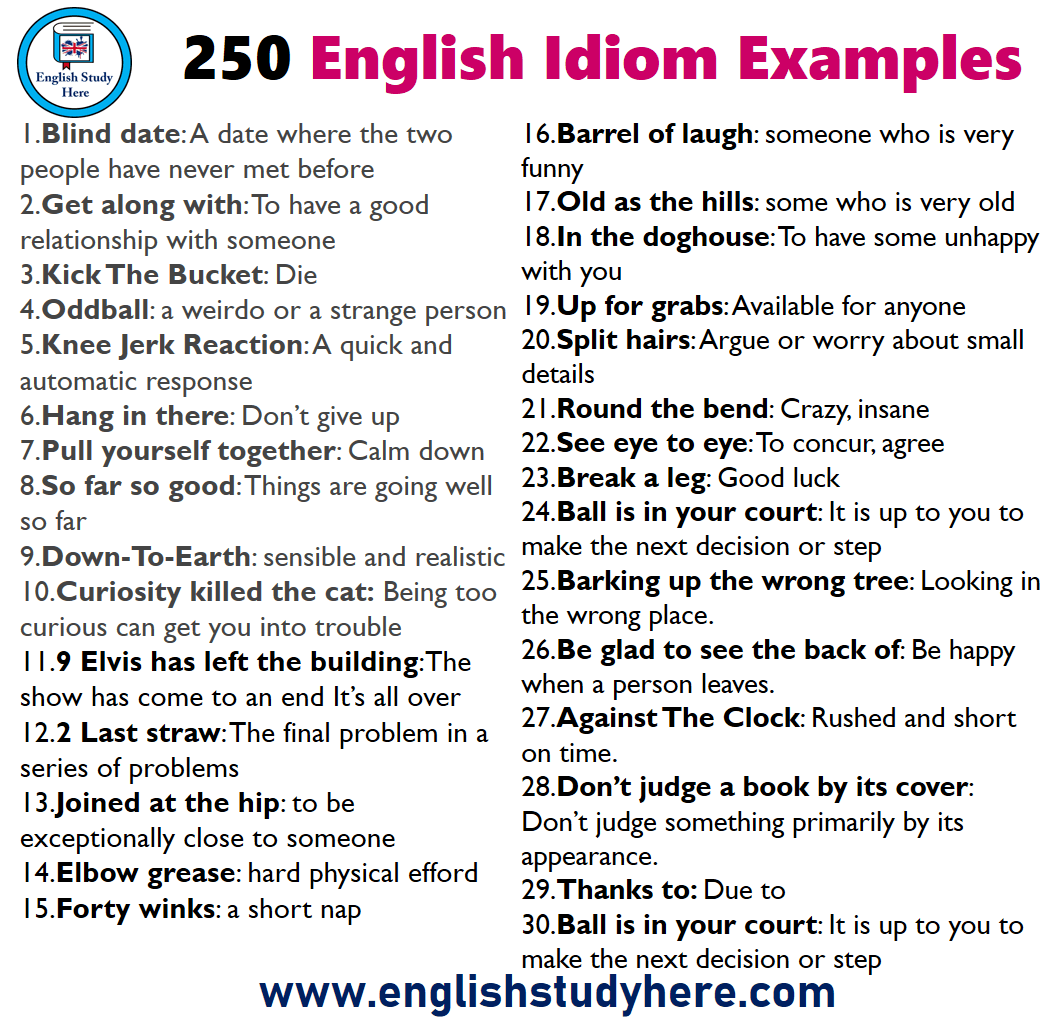 English Study
Here
250 English Idiom Examples
1.Blind date: A date where the two
people have never met before
2.Get along with: To have a good
relationship with someone
3.Kick The Bucket: Die
4.Oddball: a weirdo or a strange person
5.Knee Jerk Reaction: A quick and
automatic response
6.Hang in there: Don't give up
7.Pull yourself together: Calm down
8.So far so good: Things are going well
so far
9.Down-To-Earth: sensible and realistic
10.Curiosity killed the cat: Being too
curious can get you into trouble
11.9 Elvis has left the building: The
show has come to an end It's all over
12.2 Last straw: The final problem in a
series of problems
13.Joined at the hip: to be
exceptionally close to someone
14.Elbow grease: hard physical efford
15.Forty winks: a short nap
16.Barrel of laugh: someone who is very
funny
17.Old as the hills: some who is very old
18.In the doghouse: To have some unhappy
with you
19.Up for grabs: Available for anyone
20.Split hairs: Argue or worry about small
details
21.Round the bend: Crazy, insane
22.See eye to eye: To concur, agree
23.Break a leg: Good luck
24.Ball is in your court: It is up to you to
make the next decision or step
25.Barking up the wrong tree: Looking in
the wrong place.
26.Be glad to see the back of: Be happy
when a person leaves.
27.Against The Clock: Rushed and short
on time.
28.Don't judge a book by its cover:
Don't judge something primarily by its
appearance.
29.Thanks to: Due to
30.Ball is in your court: It is up to you to
make the next decision or step
www.englishstudyhere.com